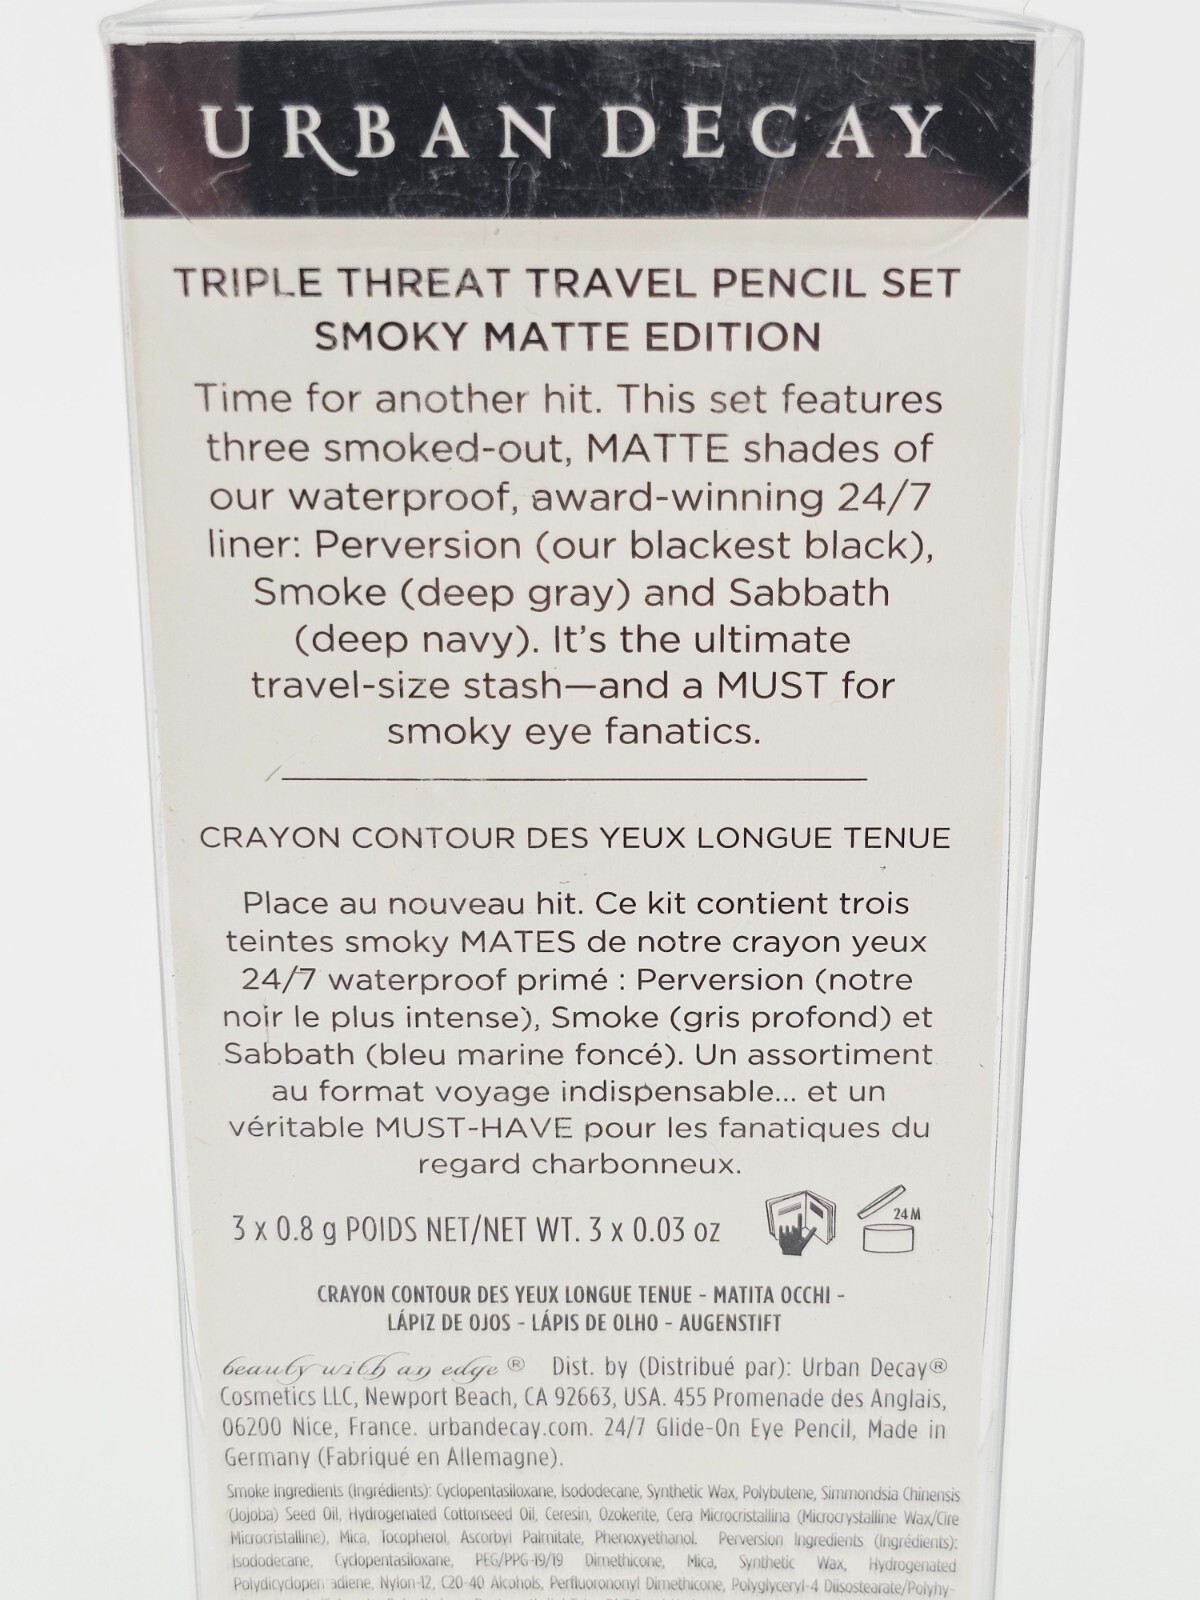 URBAN DECAY
TRIPLE THREAT TRAVEL PENCIL SET
SMOKY MATTE EDITION
Time for another hit. This set features
three smoked-out, MATTE shades of
our waterproof, award-winning 24/7
liner: Perversion (our blackest black),
Smoke (deep gray) and Sabbath
(deep navy). It's the ultimate
travel-size stash—and a MUST for
smoky eye fanatics.
CRAYON CONTOUR DES YEUX LONGUE TENUE
Place au nouveau hit. Ce kit contient trois
teintes smoky MATES de notre crayon yeux
24/7 waterproof primé : Perversion (notre
noir le plus intense), Smoke (gris profond) et
Sabbath (bleu marine foncé). Un assortiment
au format voyage indispensable... et un
véritable MUST-HAVE pour les fanatiques du
regard charbonneux.
3 x 0.8 g POIDS NET/NET WT. 3 x 0.03 oz
24M
CRAYON CONTOUR DES YEUX LONGUE TENUE - MATITA OCCHI -
LÁPIZ DE OJOS - LÁPIS DE OLHO - AUGENSTIFT
beauty with an edge® Dist. by (Distribué par): Urban Decay®
Cosmetics LLC, Newport Beach, CA 92663, USA. 455 Promenade des Anglais,
06200 Nice, France. urbandecay.com. 24/7 Glide-On Eye Pencil, Made in
Germany (Fabriqué en Allemagne).
Smoke Ingredients (Ingrédients): Cyclopentasiloxane, Isododecane, Synthetic Wax, Polybutene, Simmondsia Chinensis
(Jojoba) Seed Oil, Hydrogenated Cottonseed Oil, Ceresin, Ozokerite, Cera Microcristallina (Microcrystalline Wax/Cire
Microcristalline), Mica, Tocopherol, Ascorbyl Palmitate, Phenoxyethanol. Perversion Ingredients (Ingrédients):
Isododecane, Cyclopentasiloxane, PEG/PPG-19/19 Dimethicone, Mica, Synthetic Wax, Hydrogenated
Polydicyclopentadiene, Nylon-12, C20-40 Alcohols, Perfluorononyl Dimethicone, Polyglyceryl-4 Diisostearate/Polyhy-